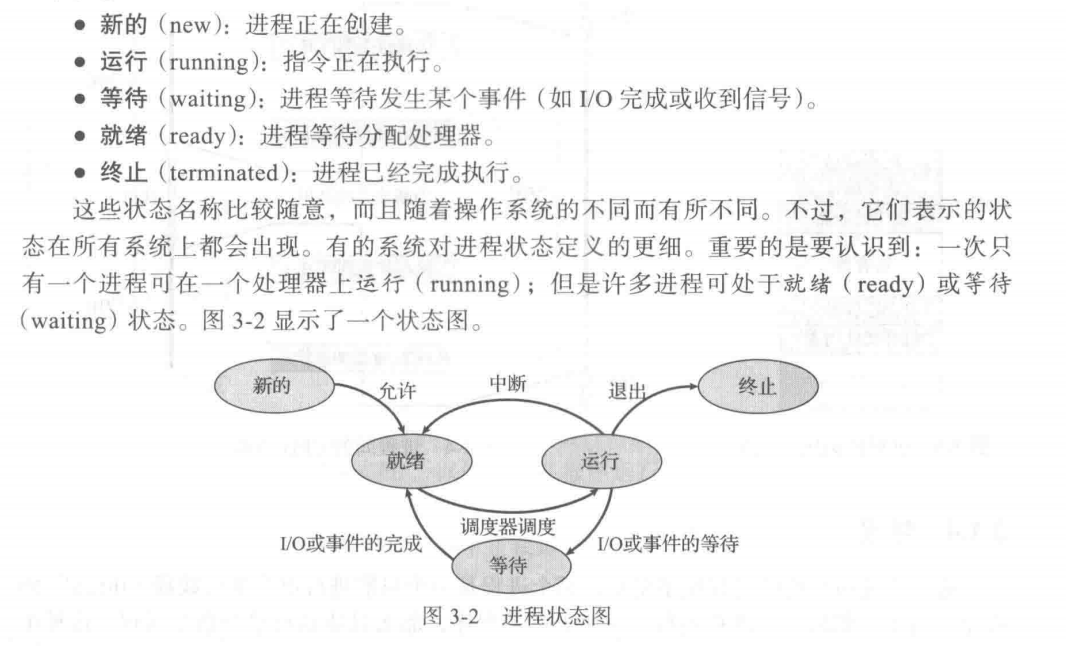 ● 新的（new）：进程正在创建。
● 运行（running）：指令正在执行。
● 等待（waiting）：进程等待发生某个事件（如 I/O 完成或收到信号）。
● 就绪（ready）：进程等待分配处理器。
● 终止（terminated）：进程已经完成执行。
这些状态名称比较随意，而且随着操作系统的不同而有所不同。不过，它们表示的状
态在所有系统上都会出现。有的系统对进程状态定义的更细。重要的是要认识到：一次只
有一个进程可在一个处理器上运行（running）；但是许多进程可处于就绪（ready）或等待
（waiting）状态。图 3-2 显示了一个状态图。
新的
允许
中断
退出
终止
就绪
运行
调度器调度
I/O或事件的完成
I/O或事件的等待
等待
图 3-2 进程状态图